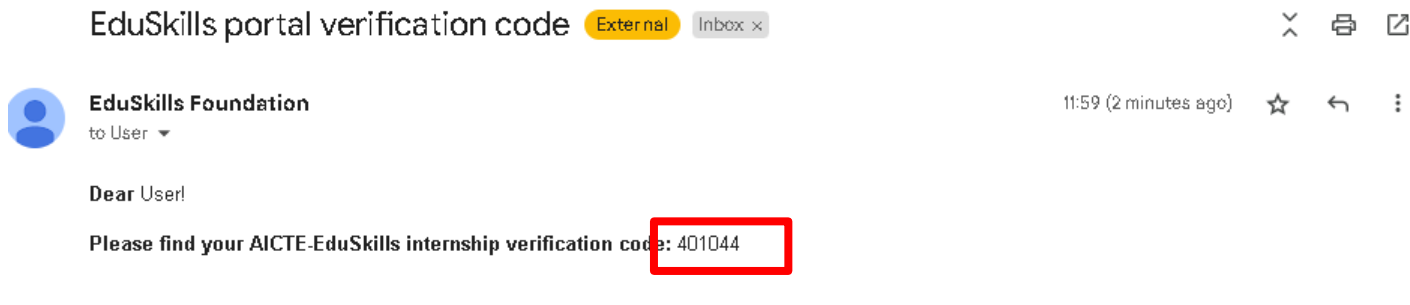 EduSkills portal verification code External Inbox ×
EduSkills Foundation 11:59 (2 minutes ago)
to User
Dear User!
Please find your AICTE-EduSkills internship verification code: 401044